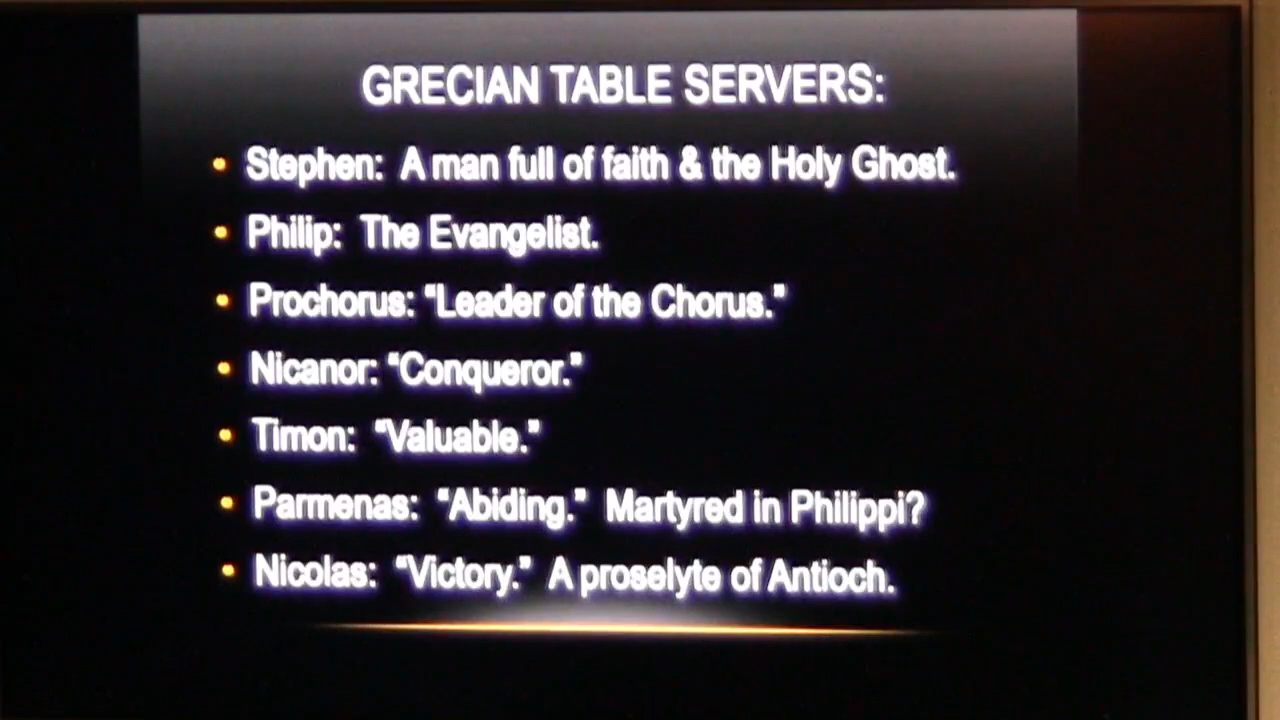 GRECIAN TABLE SERVERS:
• Stephen: A man full of faith & the Holy Ghost.
• Philip: The Evangelist.
• Prochorus: “Leader of the Chorus.”
• Nicanor: “Conqueror.”
• Timon: “Valuable.”
• Parmenas: “Abiding.” Martyred in Philippi?
• Nicolas: “Victory.” A proselyte of Antioch.